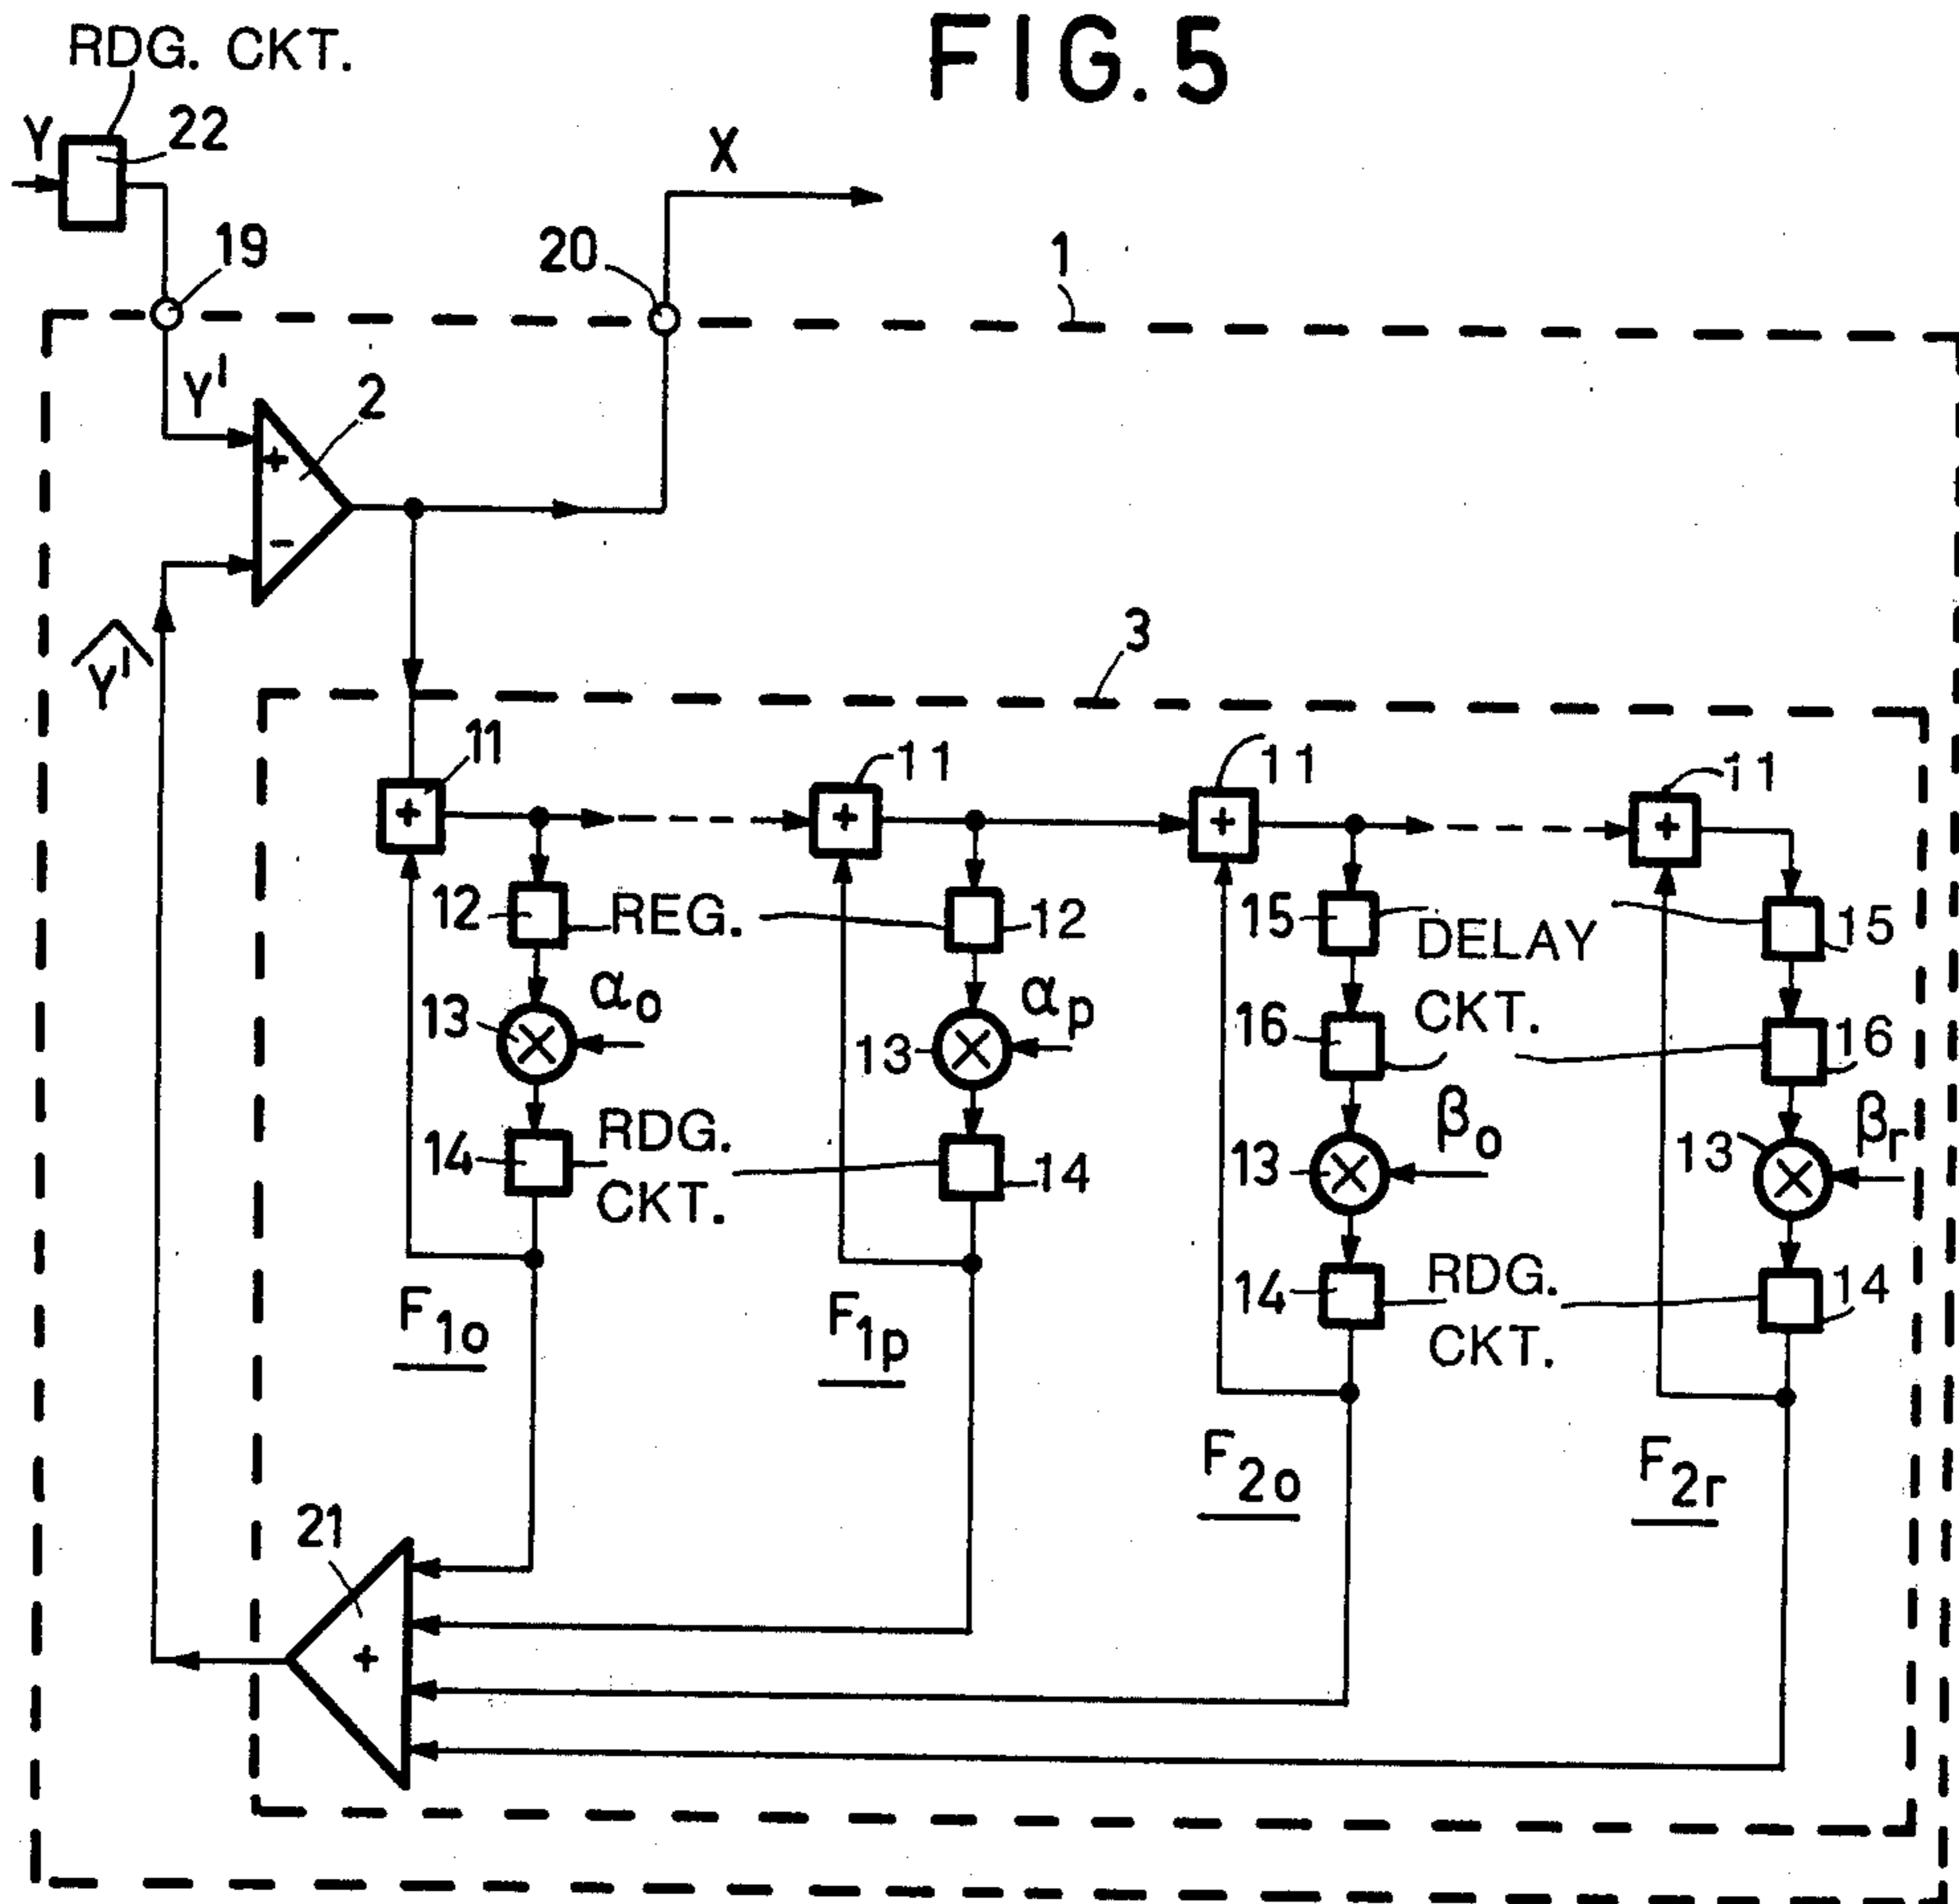 FIG. 5
RDG. CKT.
Y
22
X
19
20
1
Y'
2
+
-
Ŷ'
3
11
11
11
11
+
+
+
+
12
REG.
12
15
DELAY
CKT.
15
13
αo
13
αp
16
16
14
RDG.
CKT.
14
13
βo
13
βr
14
RDG.
CKT.
14
F1o
F1p
F2o
F2r
21
+